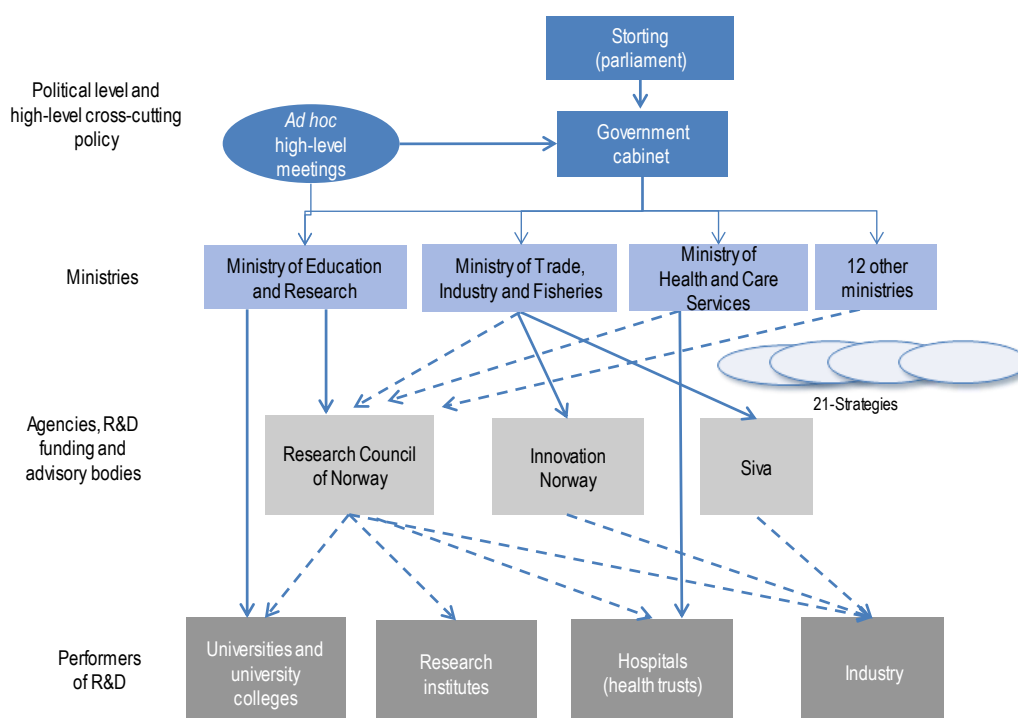 Storting
(parliament)
Political level and
high-level cross-cutting
policy
Ad hoc
high-level
meetings
Government
cabinet
Ministries
Ministry of Education
and Research
Ministry of Trade,
Industry and Fisheries
Ministry of
Health and Care
Services
12 other
ministries
21-Strategies
Agencies, R&D
funding and
advisory bodies
Research Council
of Norway
Innovation
Norway
Siva
Performers
of R&D
Universities and
university
colleges
Research
institutes
Hospitals
(health trusts)
Industry